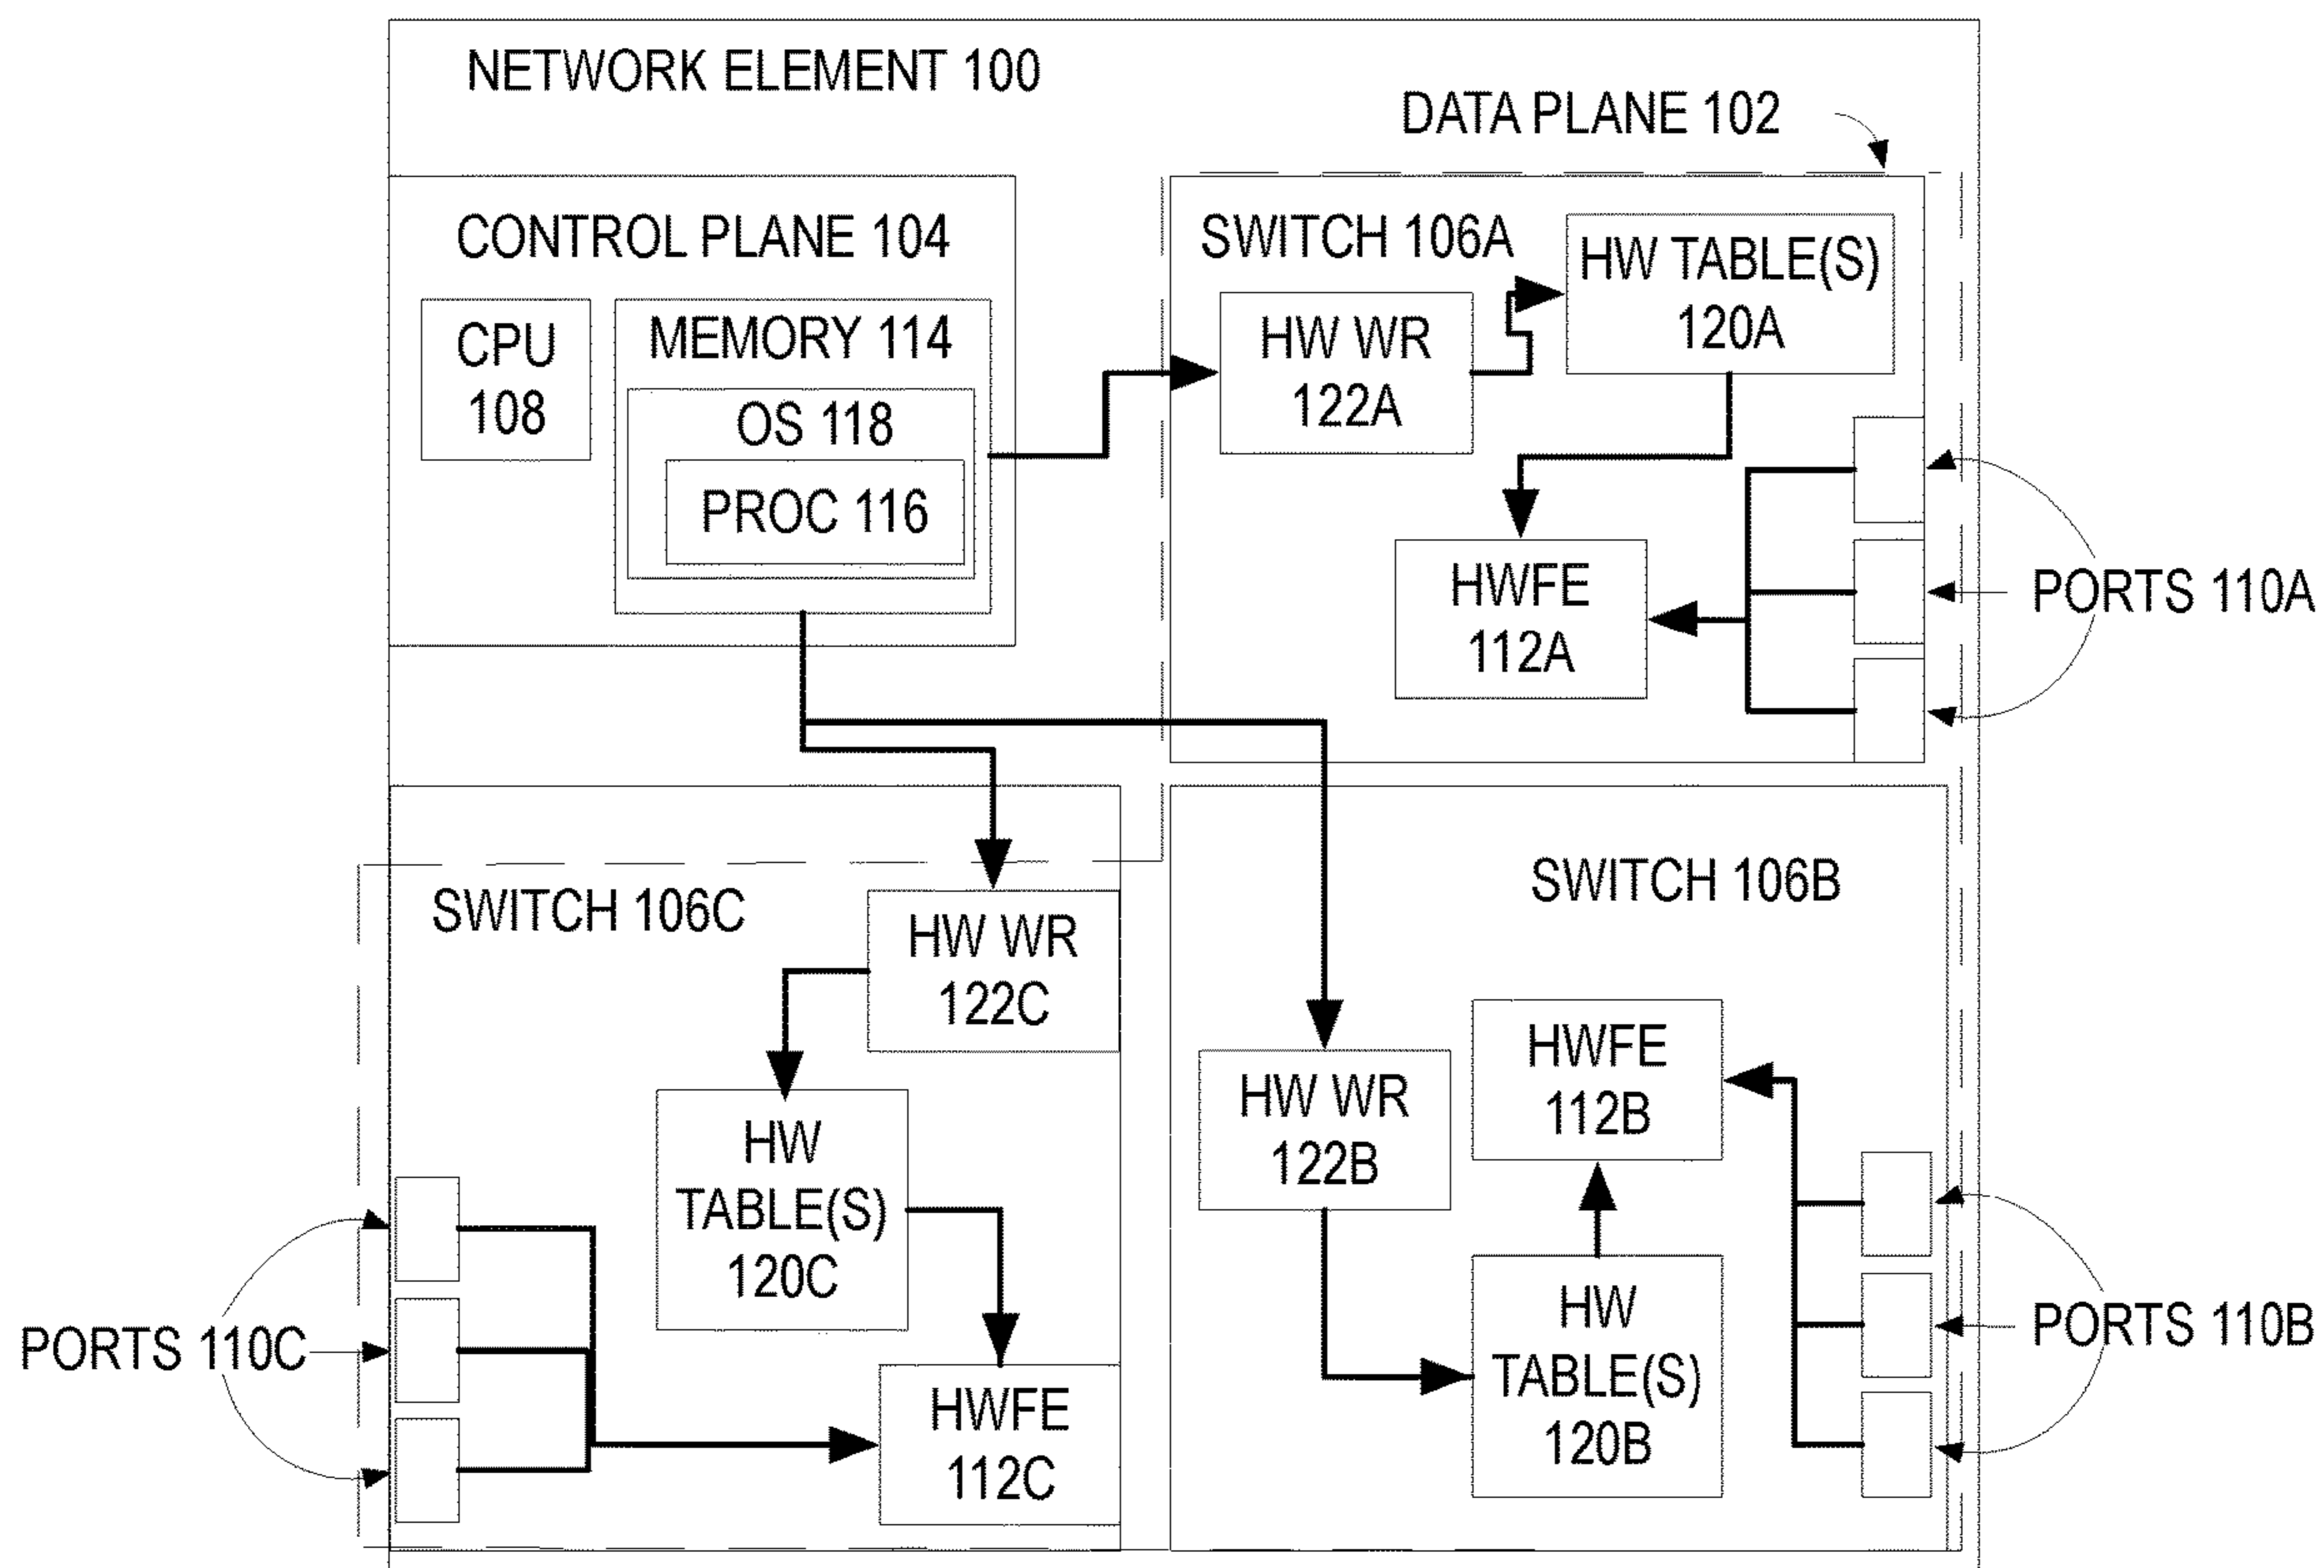 NETWORK ELEMENT 100
DATA PLANE 102
CONTROL PLANE 104
CPU
108
MEMORY 114
OS 118
PROC 116
SWITCH 106A
HW TABLE(S)
120A
HW WR
122A
HWFE
112A
PORTS 110A
SWITCH 106C
HW WR
122C
HW
TABLE(S)
120C
PORTS 110C
HWFE
112C
SWITCH 106B
HWFE
112B
HW WR
122B
HW
TABLE(S)
120B
PORTS 110B